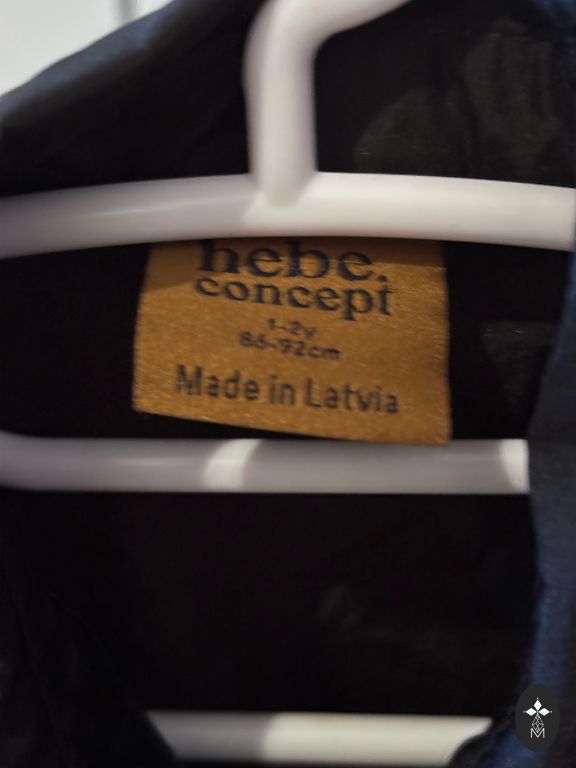 hebe.
concept
1-2y
86-92cm
Made in Latvia